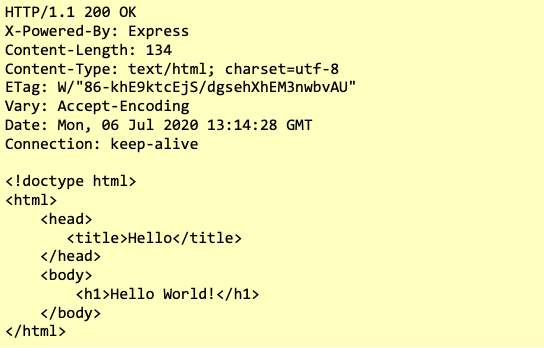 HTTP/1.1 200 OK
X-Powered-By: Express
Content-Length: 134
Content-Type: text/html; charset=utf-8
ETag: W/"86-khE9ktcEjS/dgsehXhEM3nwbvAU"
Vary: Accept-Encoding
Date: Mon, 06 Jul 2020 13:14:28 GMT
Connection: keep-alive

<!doctype html>
<html>
    <head>
       <title>Hello</title>
    </head>
    <body>
        <h1>Hello World!</h1>
    </body>
</html>